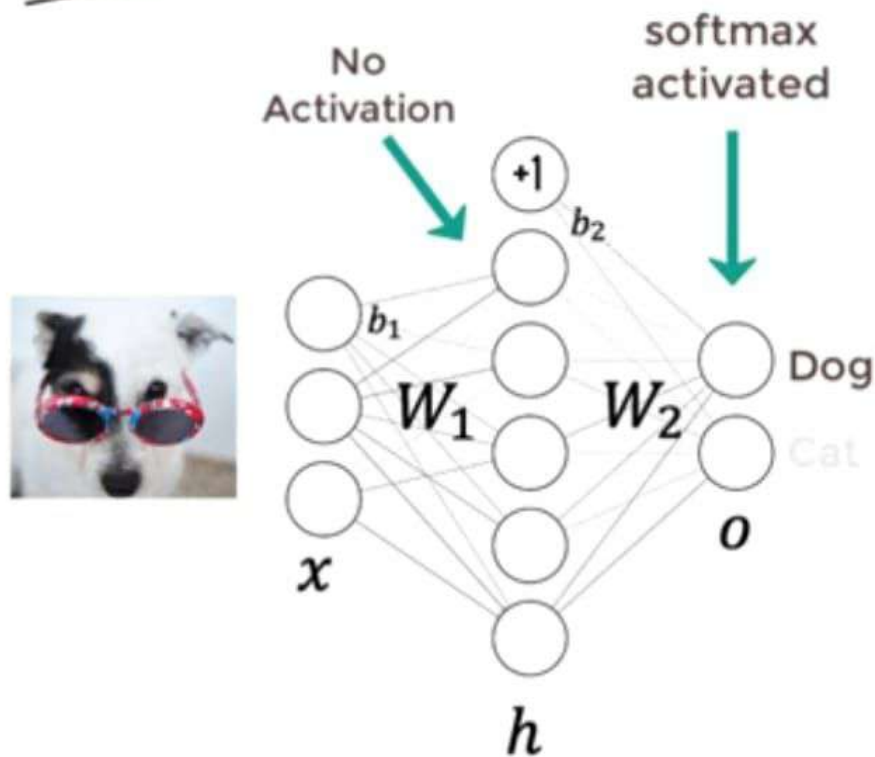 No
Activation
softmax
activated
+1
b₂
b₁
W₁
W₂
Dog
Cat
x
o
h